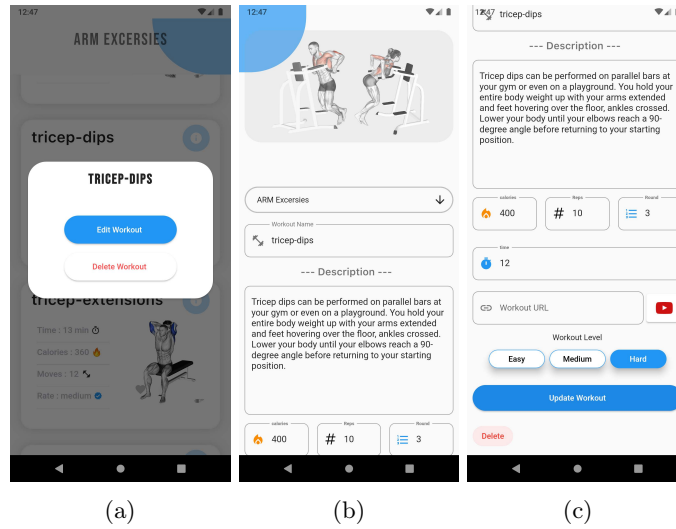 12:47
ARM EXCERSIES
tricep-dips
TRICEP-DIPS
Edit Workout
Delete Workout
tricep-extensions
Time : 13 min
Calories : 360
Moves : 12
Rate : medium
(a)
12:47
ARM Excersies
Workout Name
tricep-dips
--- Description ---
Tricep dips can be performed on parallel bars at
your gym or even on a playground. You hold your
entire body weight up with your arms extended
and feet hovering over the floor, ankles crossed.
Lower your body until your elbows reach a 90-
degree angle before returning to your starting
position.
calories
400
Reps
10
Round
3
(b)
12:47
tricep-dips
--- Description ---
Tricep dips can be performed on parallel bars at
your gym or even on a playground. You hold your
entire body weight up with your arms extended
and feet hovering over the floor, ankles crossed.
Lower your body until your elbows reach a 90-
degree angle before returning to your starting
position.
calories
400
Reps
10
Round
3
time
12
Workout URL
Workout Level
Easy
Medium
Hard
Update Workout
Delete
(c)